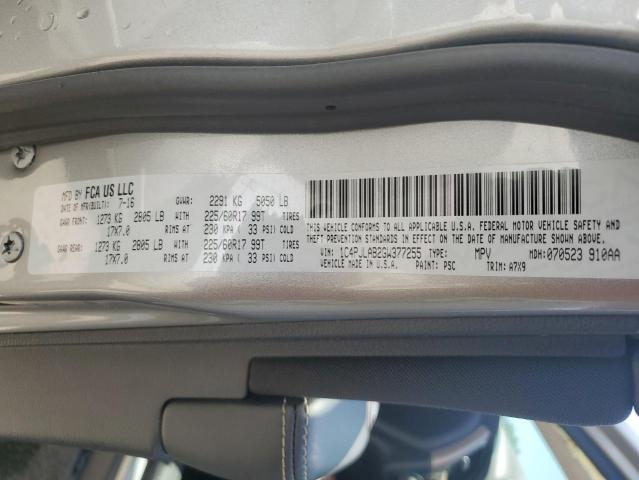 MFD BY FCA US LLC
DATE OF MFR(BUILT): 7-16 GVWR: 2291 KG 5050 LB
GAWR FRONT: 1273 KG 2805 LB WITH 225/60R17 99T TIRES
17X7.0 RIMS AT 230 KPA ( 33 PSI) COLD
GAWR REAR: 1273 KG 2805 LB WITH 225/60R17 99T TIRES
17X7.0 RIMS AT 230 KPA ( 33 PSI) COLD
THIS VEHICLE CONFORMS TO ALL APPLICABLE U.S.A. FEDERAL MOTOR VEHICLE SAFETY AND
THEFT PREVENTION STANDARDS IN EFFECT ON THE DATE OF MANUFACTURE SHOWN ABOVE.
VIN: 1C4PJLAB2GW377255 TYPE: MPV MDH: 070523 910AA
VEHICLE MADE IN U.S.A. PAINT: PSC TRIM: A7X9